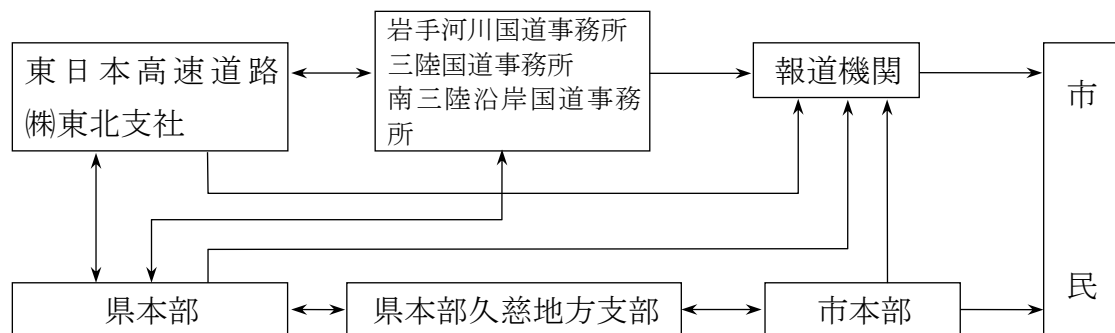 岩手河川国道事務所
三陸国道事務所
南三陸沿岸国道事務
所
東日本高速道路
㈱東北支社
報道機関
市
民
県本部
県本部久慈地方支部
市本部